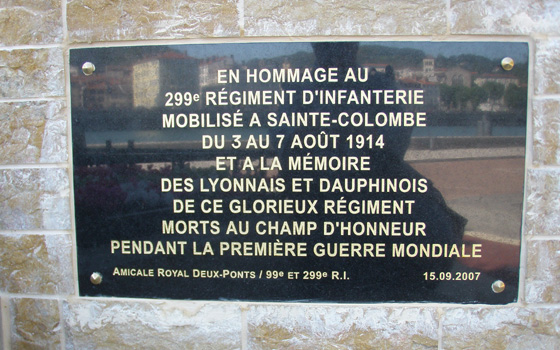 EN HOMMAGE AU
299e RÉGIMENT D'INFANTERIE
MOBILISÉ A SAINTE-COLOMBE
DU 3 AU 7 AOÛT 1914
ET A LA MÉMOIRE
DES LYONNAIS ET DAUPHINOIS
DE CE GLORIEUX RÉGIMENT
MORTS AU CHAMP D'HONNEUR
PENDANT LA PREMIÈRE GUERRE MONDIALE
AMICALE ROYAL DEUX-PONTS / 99e ET 299e R.I. 15.09.2007